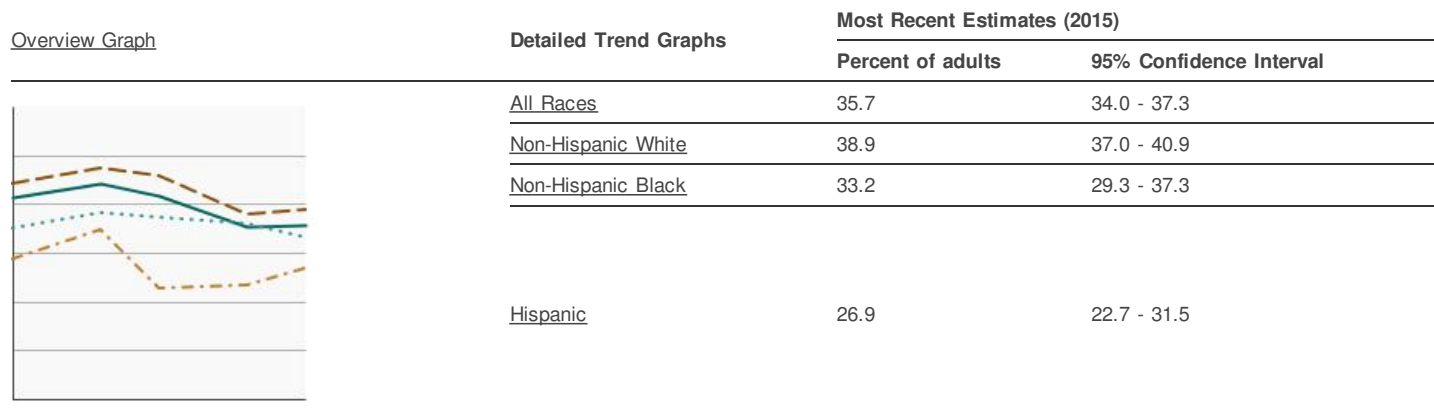 Most Recent Estimates (2015)
Overview Graph Detailed Trend Graphs
Percent of adults 95% Confidence Interval
All Races 35.7 34.0 - 37.3
Non-Hispanic White 38.9 37.0 - 40.9
Non-Hispanic Black 33.2 29.3 - 37.3
Hispanic 26.9 22.7 - 31.5